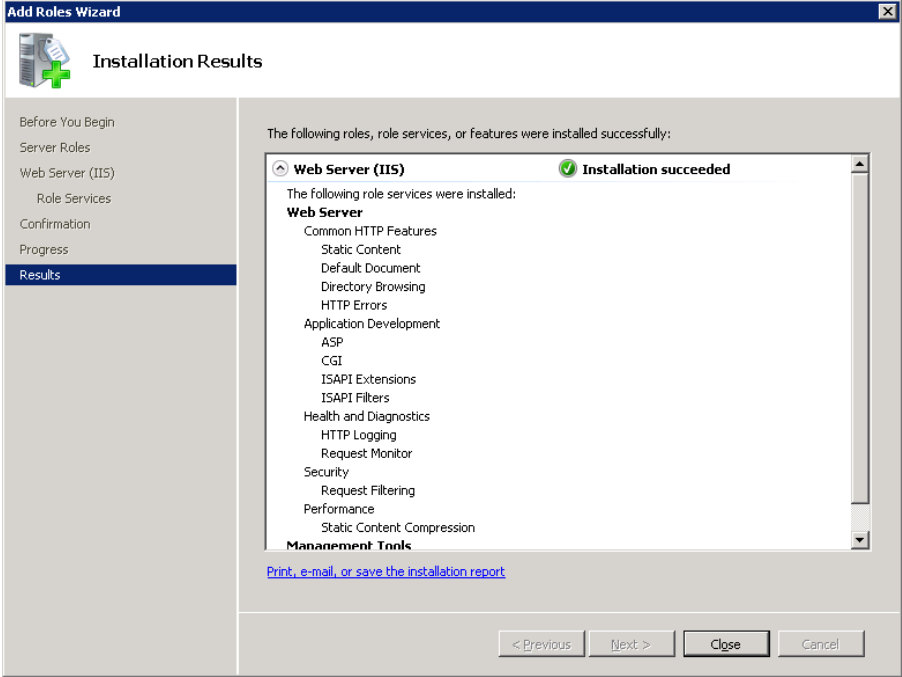 Add Roles Wizard
Installation Results
Before You Begin
Server Roles
Web Server (IIS)
Role Services
Confirmation
Progress
Results
The following roles, role services, or features were installed successfully:
Web Server (IIS) Installation succeeded
The following role services were installed:
Web Server
Common HTTP Features
Static Content
Default Document
Directory Browsing
HTTP Errors
Application Development
ASP
CGI
ISAPI Extensions
ISAPI Filters
Health and Diagnostics
HTTP Logging
Request Monitor
Security
Request Filtering
Performance
Static Content Compression
Management Tools
Print, e-mail, or save the installation report
< Previous Next > Close Cancel